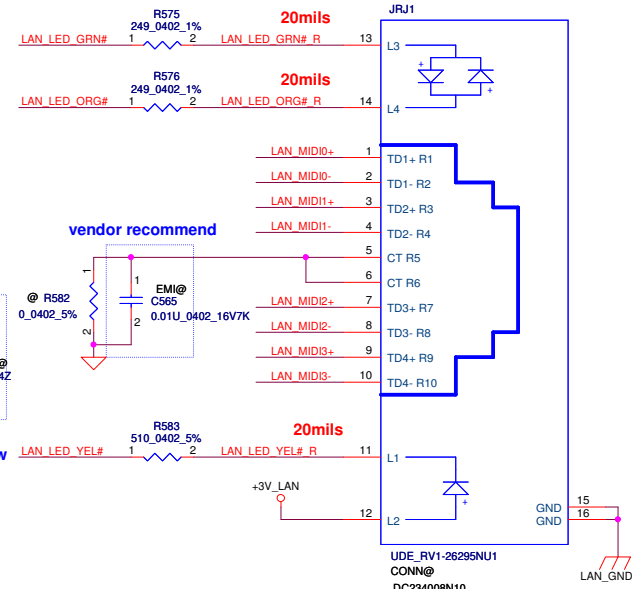 JRJ1
R575
249_0402_1%
20mils
LAN_LED_GRN# 1 2 LAN_LED_GRN#_R 13 L3
R576
249_0402_1%
20mils
LAN_LED_ORG# 1 2 LAN_LED_ORG#_R 14 L4
+ +
LAN_MIDI0+ 1 TD1+ R1
LAN_MIDI0- 2 TD1- R2
LAN_MIDI1+ 3 TD2+ R3
LAN_MIDI1- 4 TD2- R4
vendor recommend
5 CT R5
6 CT R6
1 1
@ R582
0_0402_5%
2 2
EMI@
C565
0.01U_0402_16V7K
LAN_MIDI2+ 7 TD3+ R7
LAN_MIDI2- 8 TD3- R8
LAN_MIDI3+ 9 TD4+ R9
LAN_MIDI3- 10 TD4- R10
@
4Z
w
R583
510_0402_5%
20mils
LAN_LED_YEL# 1 2 LAN_LED_YEL#_R 11 L1
+
+3V_LAN
12 L2
GND 15
GND 16
LAN_GND
UDE_RV1-26295NU1
CONN@
DC234008N10